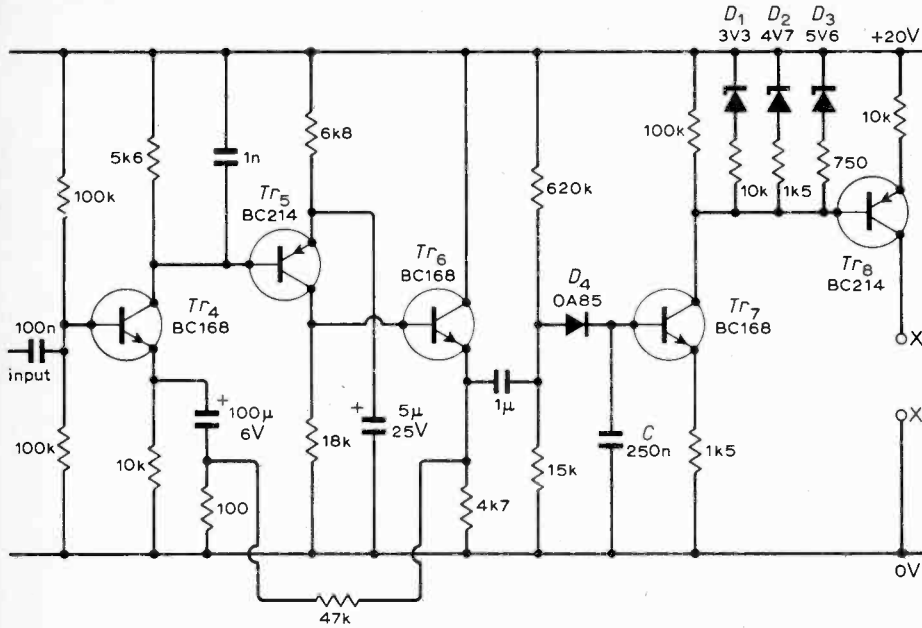 D1 D2 D3
3V3 4V7 5V6 +20V
6k8 100k 10k
5k6 1n
100k 620k 10k 1k5 750
Tr5
BC214
Tr6
BC168
Tr8
BC214
D4
OA85
Tr4
BC168
Tr7
BC168
100n
input
X
1μ
+ 100μ
6V
+ 5μ
25V
C
250n
X
100k 10k 18k 15k 1k5
100 4k7
0V
47k